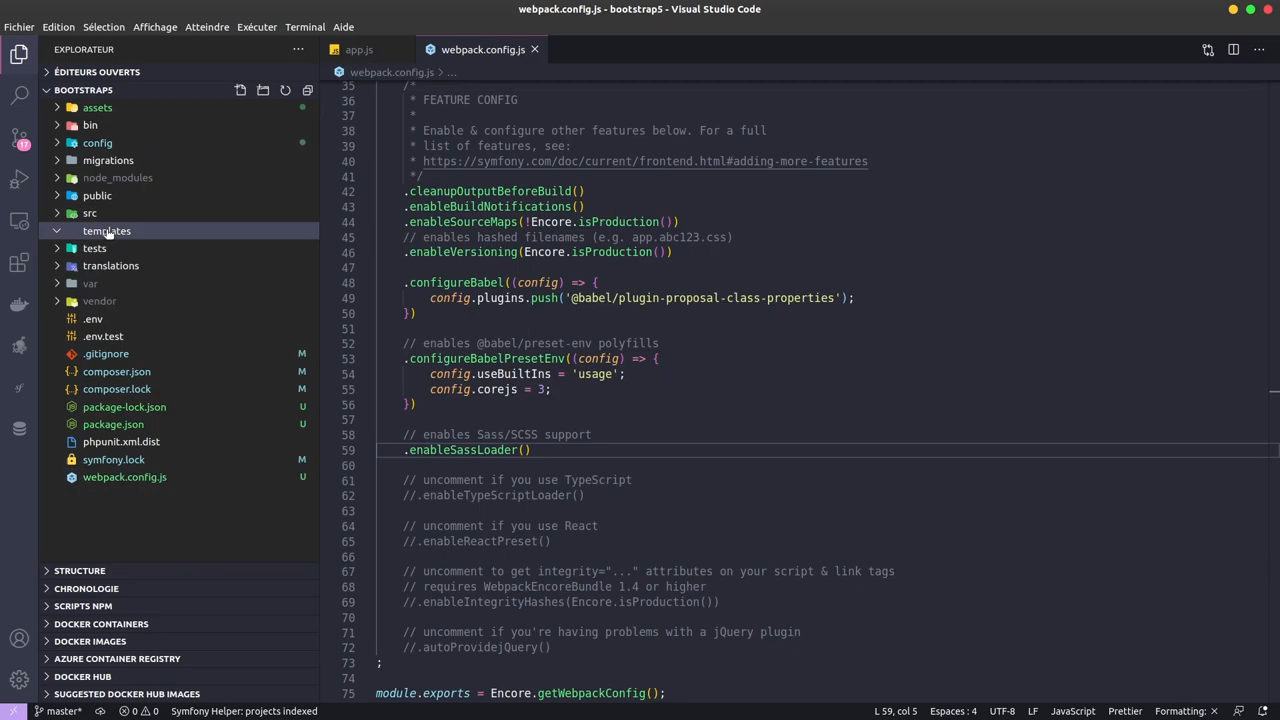 webpack.config.js - bootstrap5 - Visual Studio Code
Fichier Edition Sélection Affichage Atteindre Exécuter Terminal Aide
EXPLORATEUR
ÉDITEURS OUVERTS
BOOTSTRAP5
assets
bin
config
migrations
node_modules
public
src
templates
tests
translations
var
vendor
.env
.env.test
.gitignore M
composer.json M
composer.lock M
package-lock.json U
package.json U
phpunit.xml.dist
symfony.lock M
webpack.config.js U
STRUCTURE
CHRONOLOGIE
SCRIPTS NPM
DOCKER CONTAINERS
DOCKER IMAGES
AZURE CONTAINER REGISTRY
DOCKER HUB
SUGGESTED DOCKER HUB IMAGES
17
JS app.js
webpack.config.js
webpack.config.js > ...
35 /*
36 * FEATURE CONFIG
37 *
38 * Enable & configure other features below. For a full
39 * list of features, see:
40 * https://symfony.com/doc/current/frontend.html#adding-more-features
41 */
42 .cleanupOutputBeforeBuild()
43 .enableBuildNotifications()
44 .enableSourceMaps(!Encore.isProduction())
45 // enables hashed filenames (e.g. app.abc123.css)
46 .enableVersioning(Encore.isProduction())
47
48 .configureBabel((config) => {
49 config.plugins.push('@babel/plugin-proposal-class-properties');
50 })
51
52 // enables @babel/preset-env polyfills
53 .configureBabelPresetEnv((config) => {
54 config.useBuiltIns = 'usage';
55 config.corejs = 3;
56 })
57
58 // enables Sass/SCSS support
59 .enableSassLoader()
60
61 // uncomment if you use TypeScript
62 //.enableTypeScriptLoader()
63
64 // uncomment if you use React
65 //.enableReactPreset()
66
67 // uncomment to get integrity="..." attributes on your script & link tags
68 // requires WebpackEncoreBundle 1.4 or higher
69 //.enableIntegrityHashes(Encore.isProduction())
70
71 // uncomment if you're having problems with a jQuery plugin
72 //.autoProvidejQuery()
73 ;
74
75 module.exports = Encore.getWebpackConfig();
master* 0 0 Symfony Helper: projects indexed L 59, col 5 Espaces : 4 UTF-8 LF JavaScript Prettier Formatting: ×